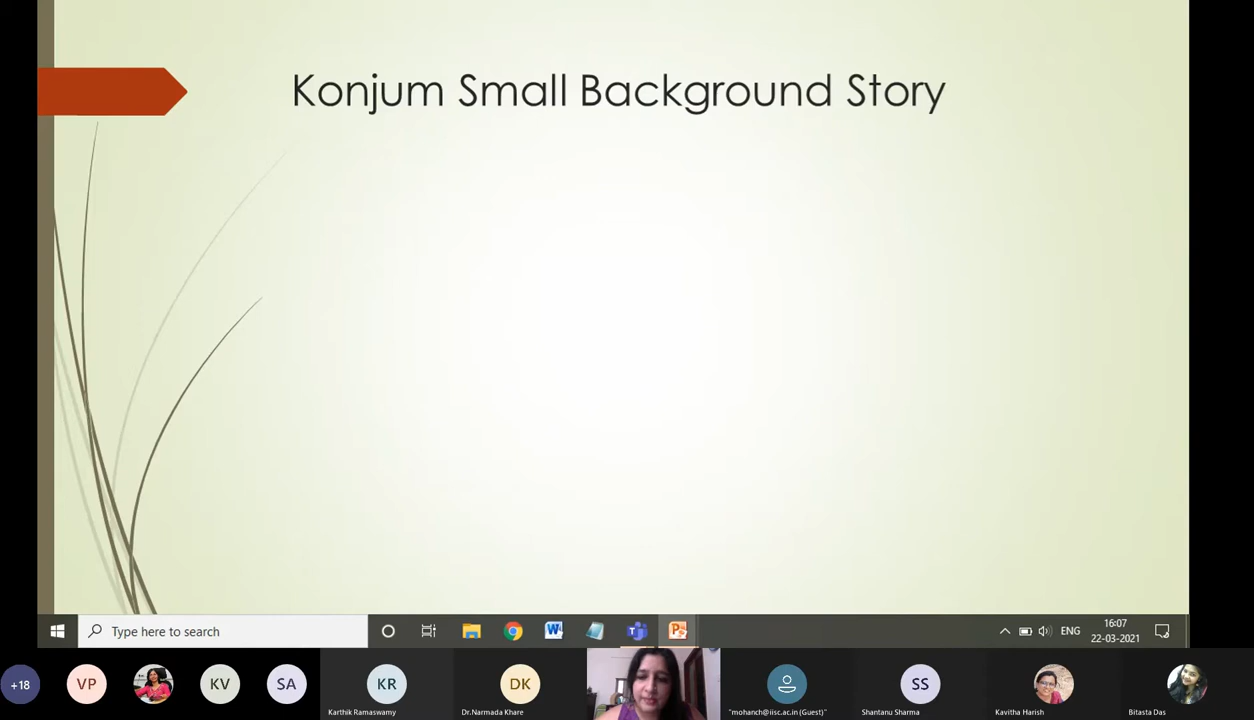 Konjum Small Background Story
Type here to search
ENG
16:07
22-03-2021
+18
VP
KV
SA
KR
DK
SS
Karthik Ramaswamy
Dr.Narmada Khare
"mohanch@iisc.ac.in (Guest)"
Shantanu Sharma
Kavitha Harish
Bitasta Das